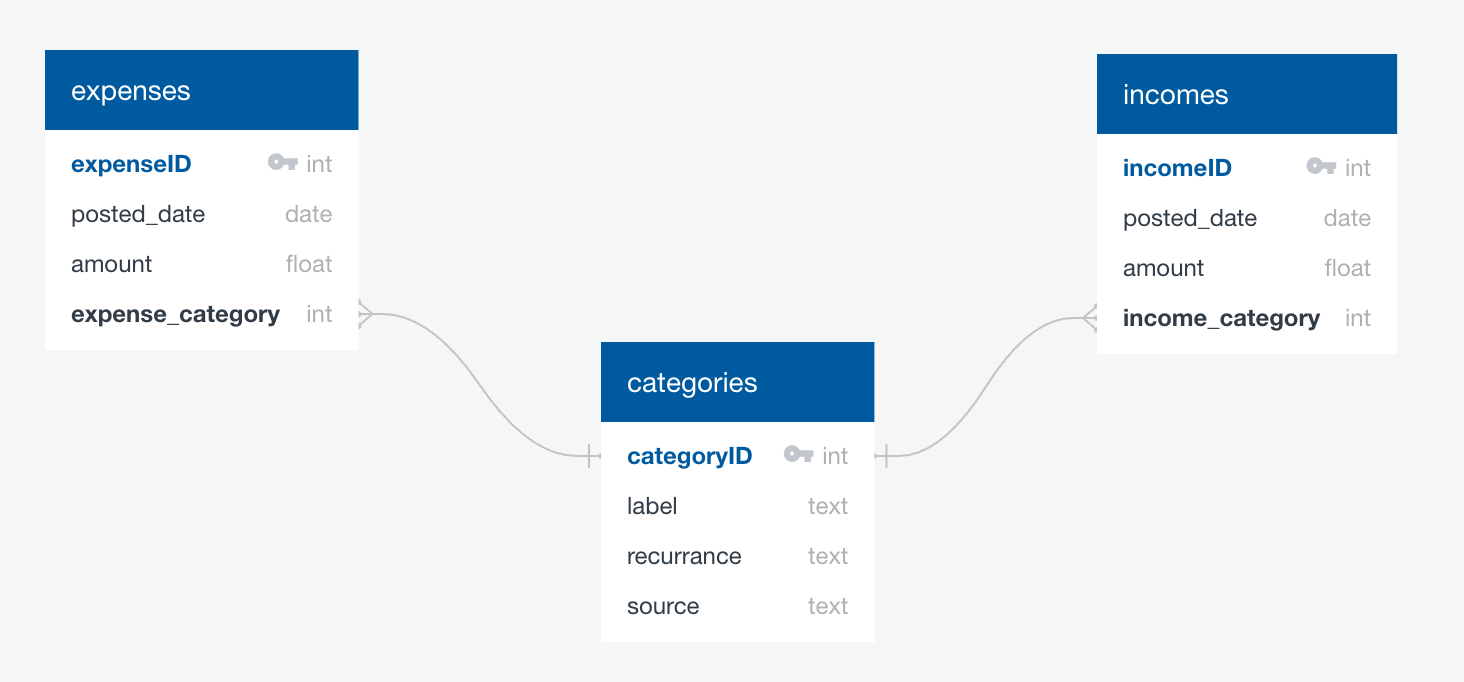 expenses
expenseID int
posted_date date
amount float
expense_category int
incomes
incomeID int
posted_date date
amount float
income_category int
categories
categoryID int
label text
recurrance text
source text